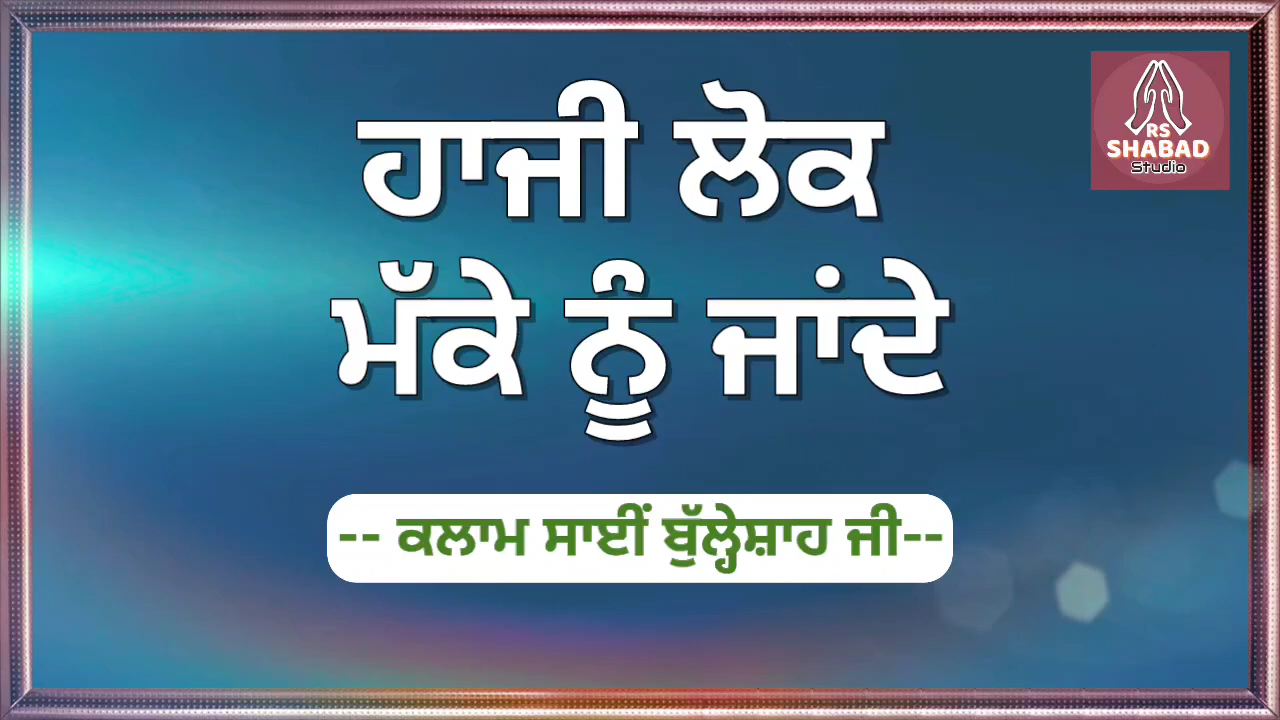 RS
SHABAD
Studio
ਹਾਜੀ ਲੋਕ
ਮੱਕੇ ਨੂੰ ਜਾਂਦੇ
-- ਕਲਾਮ ਸਾਈਂ ਬੁੱਲ੍ਹੇਸ਼ਾਹ ਜੀ--